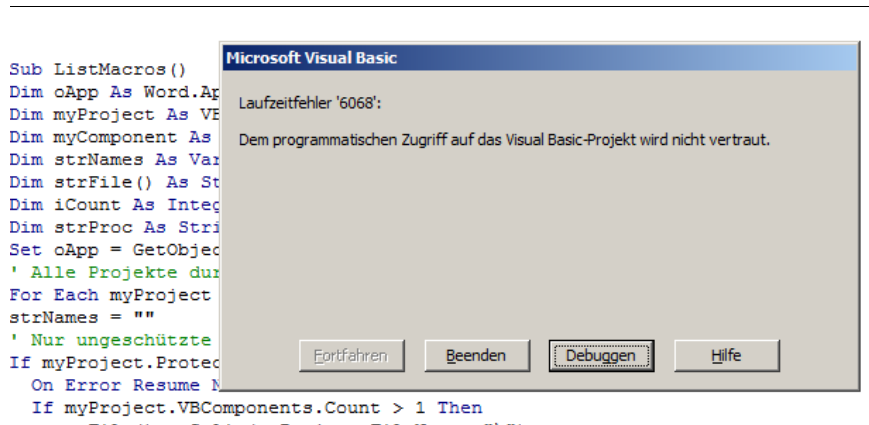 Microsoft Visual Basic
Laufzeitfehler '6068':
Dem programmatischen Zugriff auf das Visual Basic-Projekt wird nicht vertraut.
Fortfahren
Beenden
Debuggen
Hilfe
Sub ListMacros()
Dim oApp As Word.Ap
Dim myProject As VB
Dim myComponent As
Dim strNames As Var
Dim strFile() As St
Dim iCount As Integ
Dim strProc As Stri
Set oApp = GetObjec
' Alle Projekte dur
For Each myProject
strNames = ""
' Nur ungeschützte
If myProject.Protec
On Error Resume N
If myProject.VBComponents.Count > 1 Then